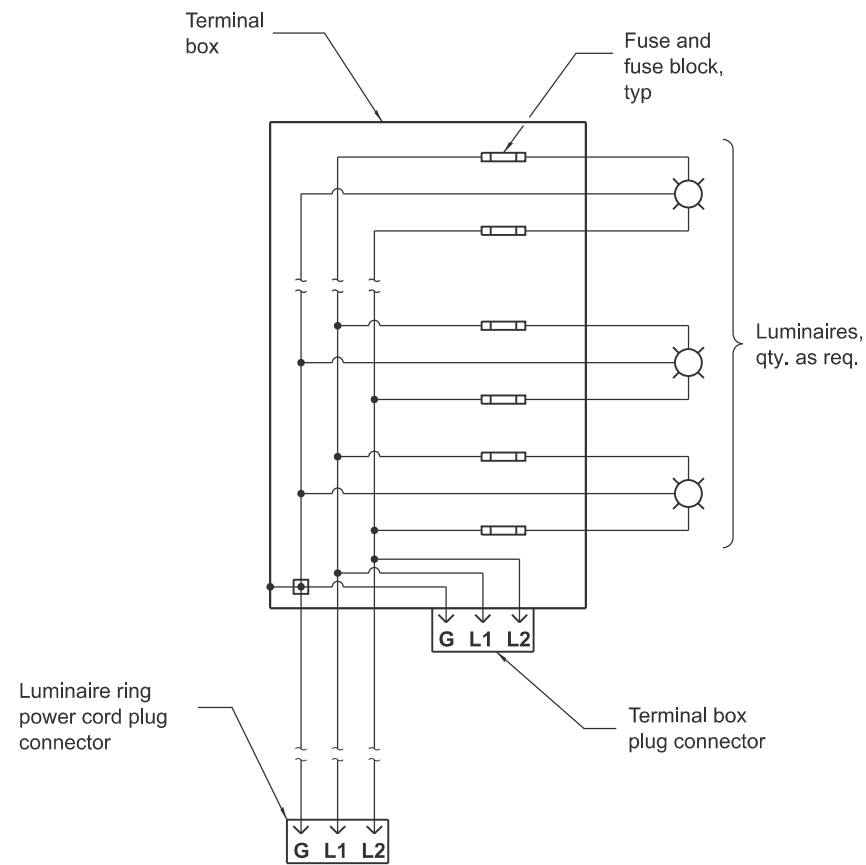 Terminal
box
Fuse and
fuse block,
typ
Luminaires,
qty. as req.
G L1 L2
Luminaire ring
power cord plug
connector
Terminal box
plug connector
G L1 L2